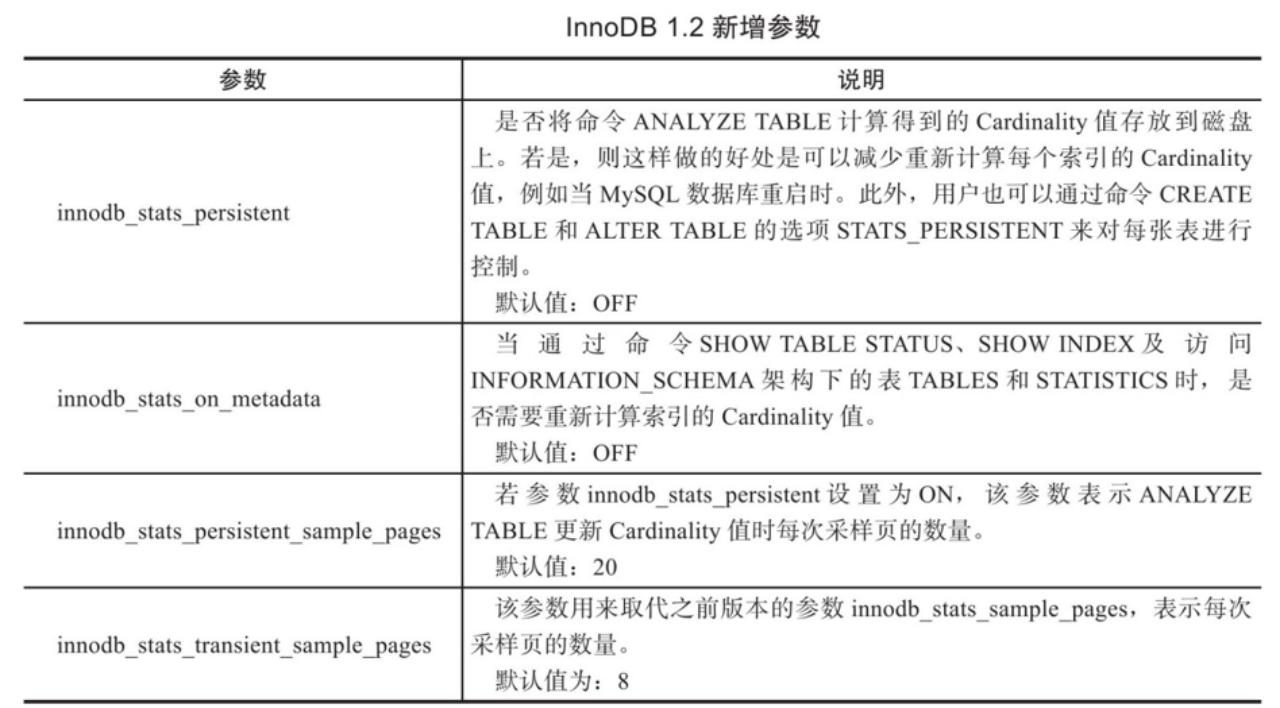 InnoDB 1.2 新增参数
参数 说明
innodb_stats_persistent
是否将命令 ANALYZE TABLE 计算得到的 Cardinality 值存放到磁盘
上。若是，则这样做的好处是可以减少重新计算每个索引的 Cardinality
值，例如当 MySQL 数据库重启时。此外，用户也可以通过命令 CREATE
TABLE 和 ALTER TABLE 的选项 STATS_PERSISTENT 来对每张表进行
控制。
默认值：OFF
innodb_stats_on_metadata
当通过命令 SHOW TABLE STATUS、SHOW INDEX 及访问
INFORMATION_SCHEMA 架构下的表 TABLES 和 STATISTICS 时，是
否需要重新计算索引的 Cardinality 值。
默认值：OFF
innodb_stats_persistent_sample_pages
若参数 innodb_stats_persistent 设置为 ON，该参数表示 ANALYZE
TABLE 更新 Cardinality 值时每次采样页的数量。
默认值：20
innodb_stats_transient_sample_pages
该参数用来取代之前版本的参数 innodb_stats_sample_pages，表示每次
采样页的数量。
默认值为：8